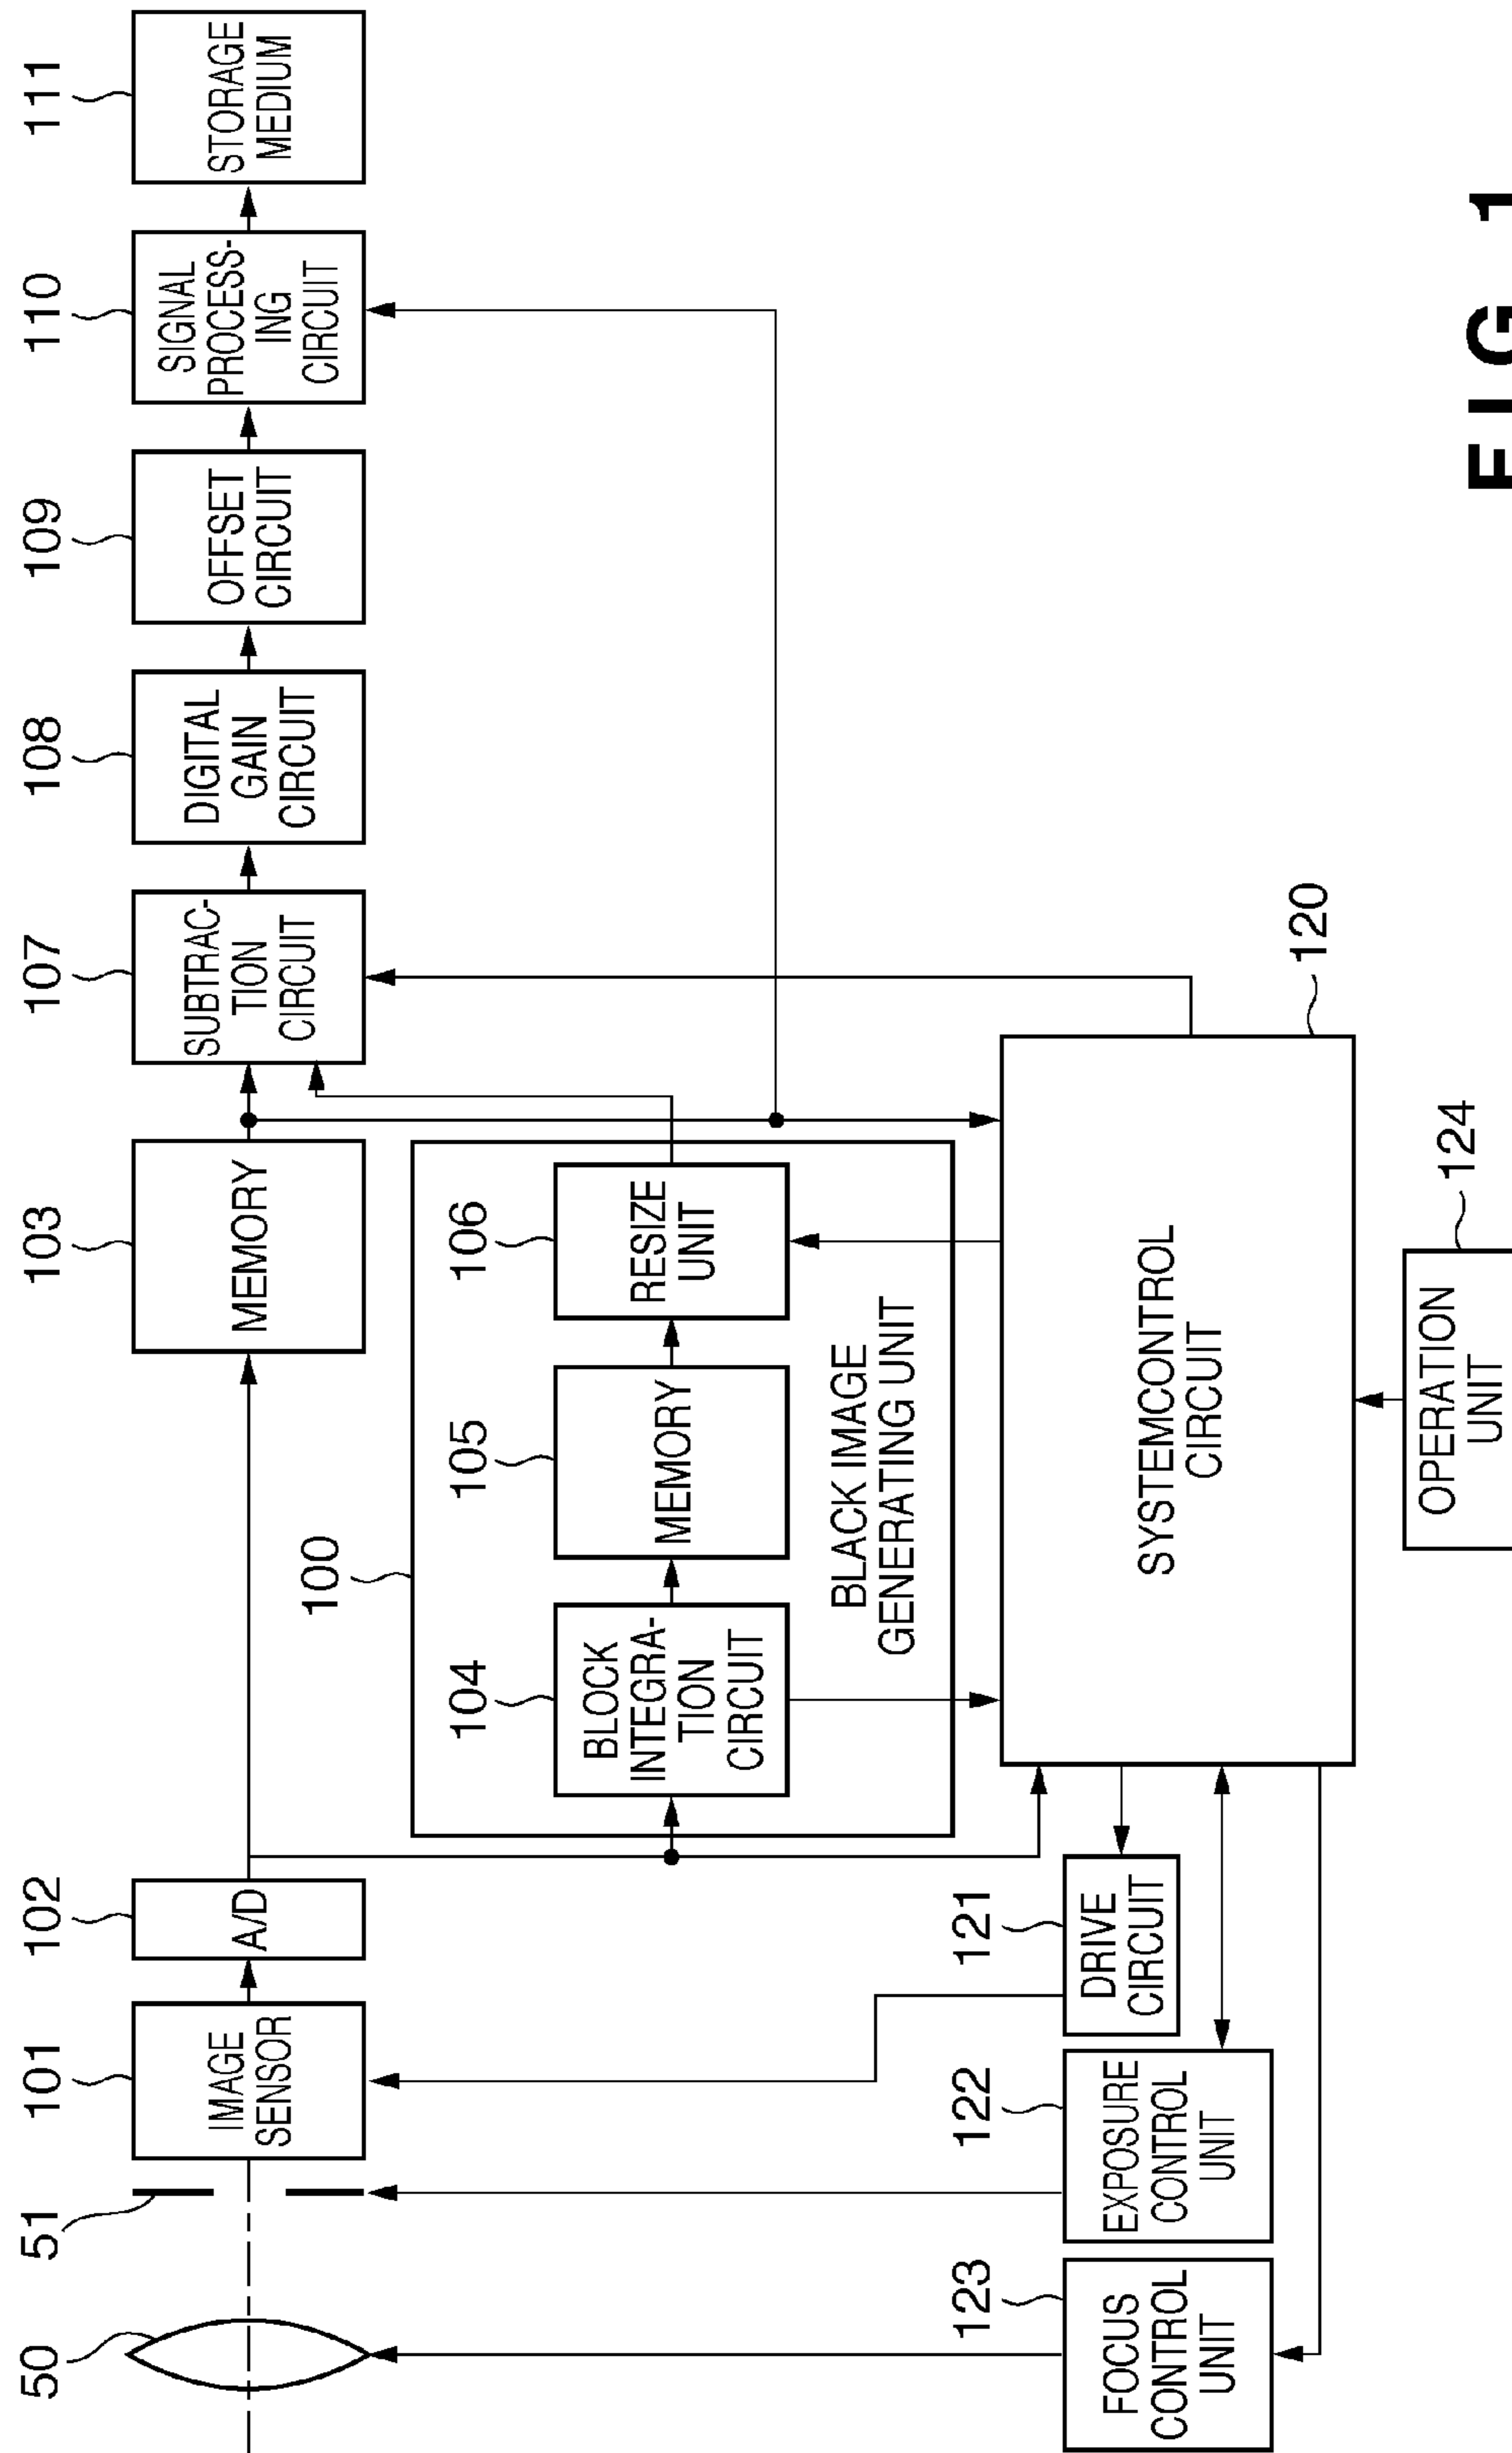 50
51
101
102
103
107
108
109
110
111
IMAGE
SENSOR
A/D
MEMORY
SUBTRAC-
TION
CIRCUIT
DIGITAL
GAIN
CIRCUIT
OFFSET
CIRCUIT
SIGNAL
PROCESS-
ING
CIRCUIT
STORAGE
MEDIUM
100
104
105
106
BLOCK
INTEGRA-
TION
CIRCUIT
MEMORY
RESIZE
UNIT
BLACK IMAGE
GENERATING UNIT
123
122
121
FOCUS
CONTROL
UNIT
EXPOSURE
CONTROL
UNIT
DRIVE
CIRCUIT
SYSTEMCONTROL
CIRCUIT
120
124
OPERATION
UNIT
FIG 1